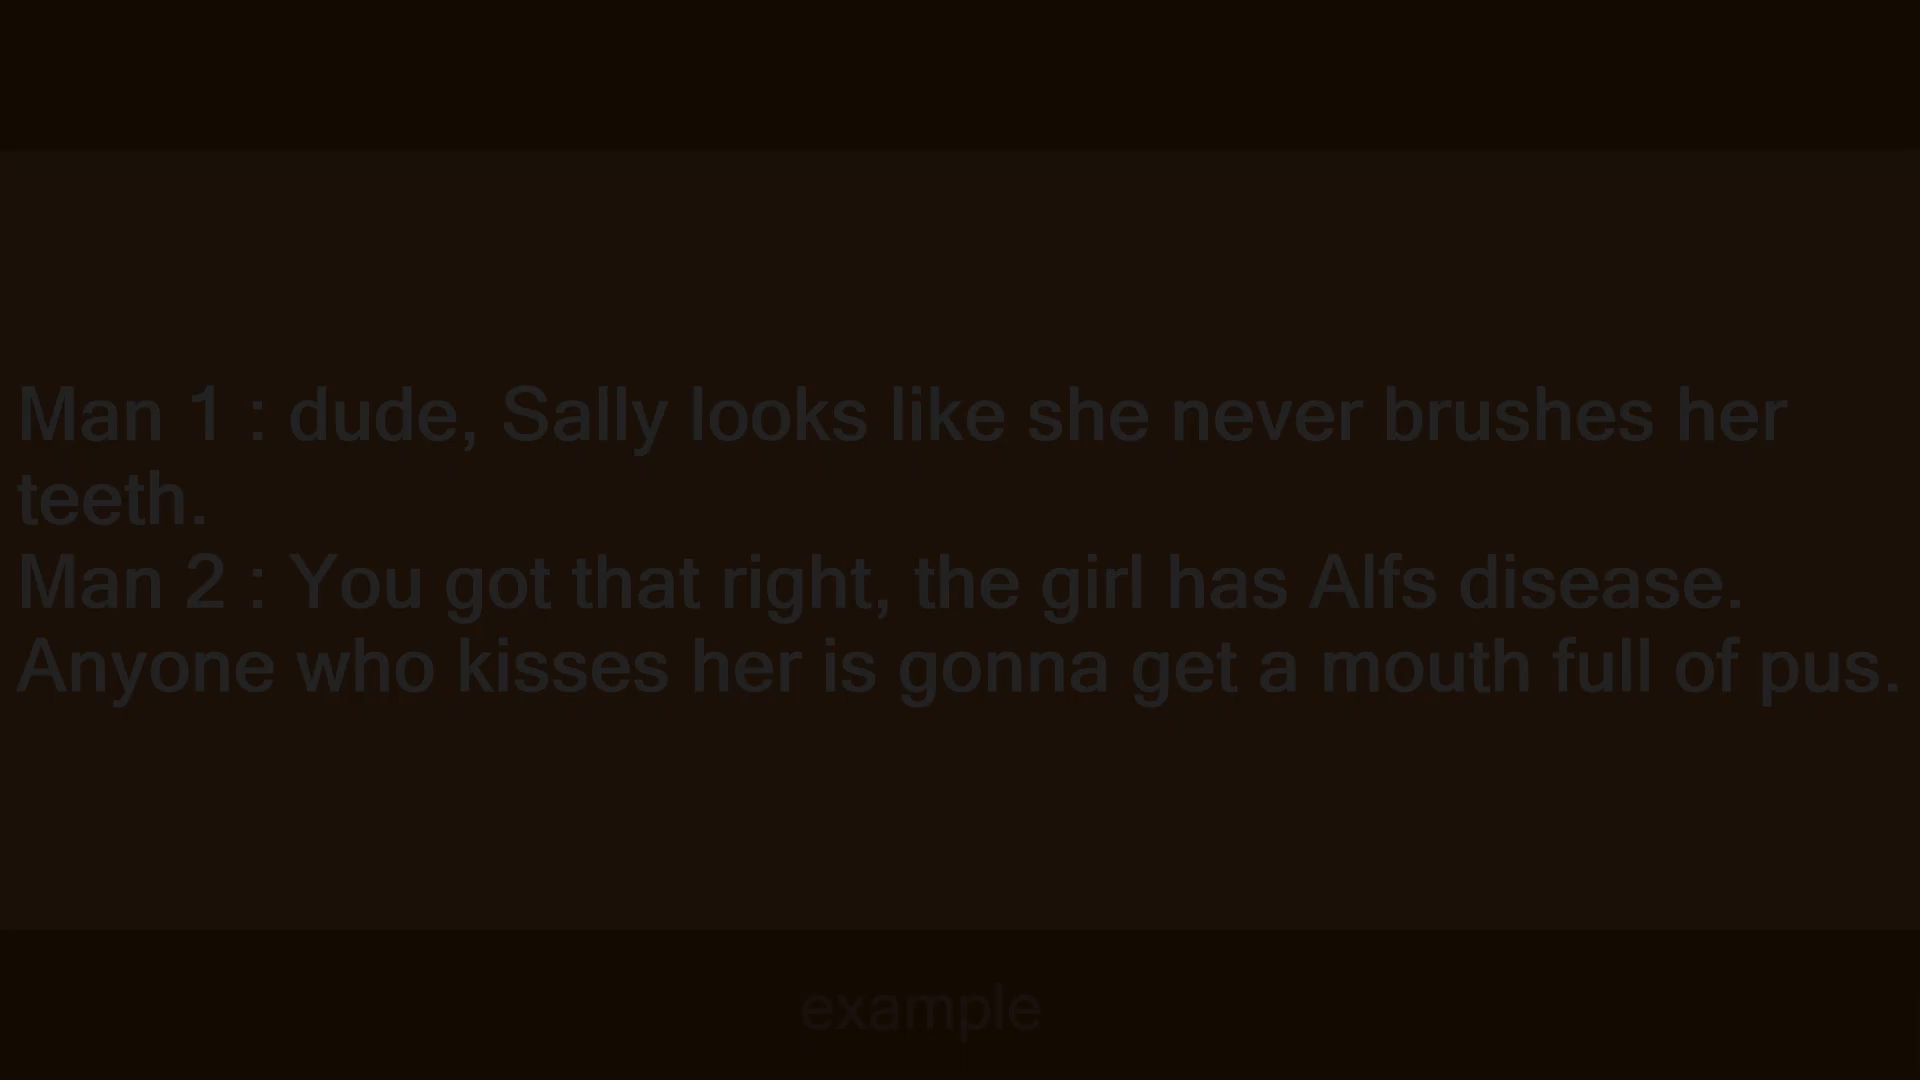 Man 1 : dude, Sally looks like she never brushes her
teeth.
Man 2 : You got that right, the girl has Alfs disease.
Anyone who kisses her is gonna get a mouth full of pus.
example